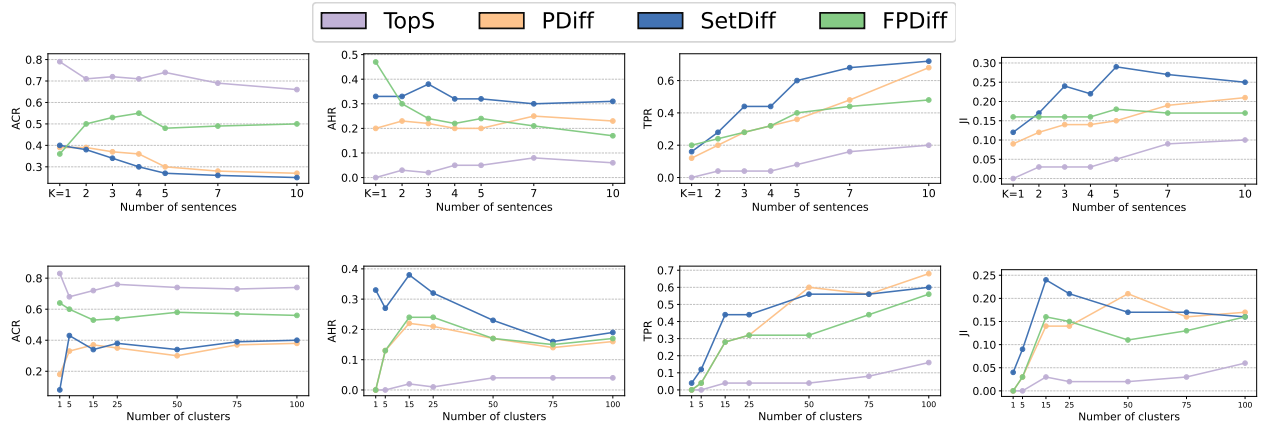 TopS PDiff SetDiff FPDiff
ACR
0.8
0.7
0.6
0.5
0.4
0.3
K=1 2 3 4 5 7 10
Number of sentences
AHR
0.5
0.4
0.3
0.2
0.1
0.0
K=1 2 3 4 5 7 10
Number of sentences
TPR
0.6
0.4
0.2
0.0
K=1 2 3 4 5 7 10
Number of sentences
JI
0.30
0.25
0.20
0.15
0.10
0.05
0.00
K=1 2 3 4 5 7 10
Number of sentences
ACR
0.8
0.6
0.4
0.2
1 5 15 25 50 75 100
Number of clusters
AHR
0.4
0.3
0.2
0.1
0.0
1 5 15 25 50 75 100
Number of clusters
TPR
0.7
0.6
0.5
0.4
0.3
0.2
0.1
0.0
1 5 15 25 50 75 100
Number of clusters
JI
0.25
0.20
0.15
0.10
0.05
0.00
1 5 15 25 50 75 100
Number of clusters